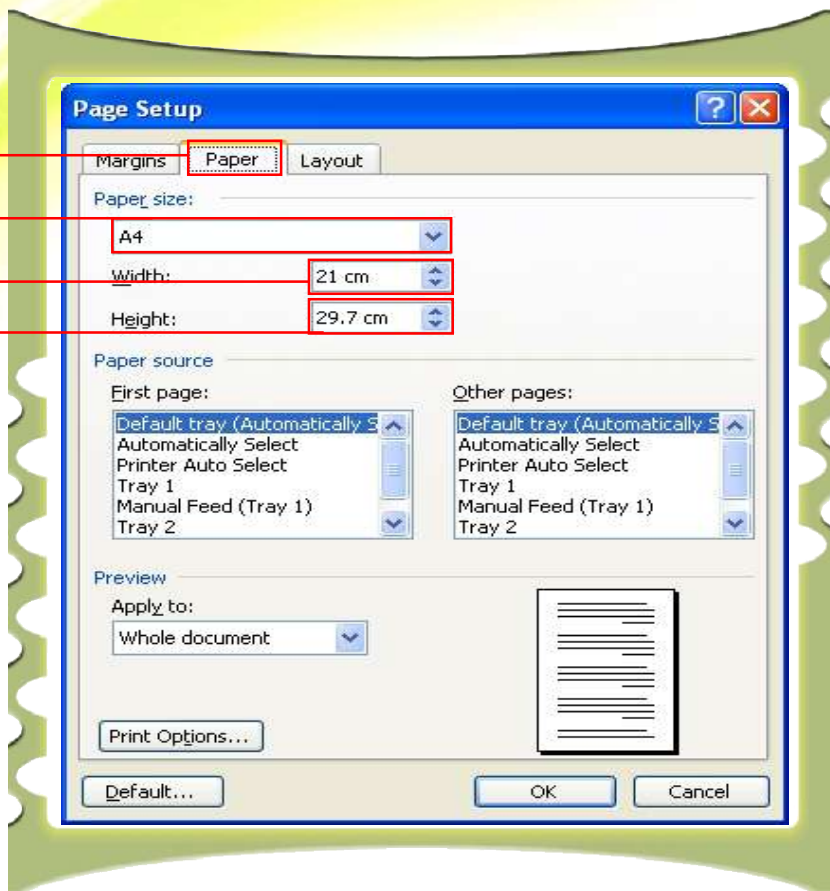 Page Setup
Margins Paper Layout
Paper size:
A4
Width: 21 cm
Height: 29.7 cm
Paper source
First page: Other pages:
Default tray (Automatically S Default tray (Automatically S
Automatically Select Automatically Select
Printer Auto Select Printer Auto Select
Tray 1 Tray 1
Manual Feed (Tray 1) Manual Feed (Tray 1)
Tray 2 Tray 2
Preview
Apply to:
Whole document
Print Options...
Default... OK Cancel